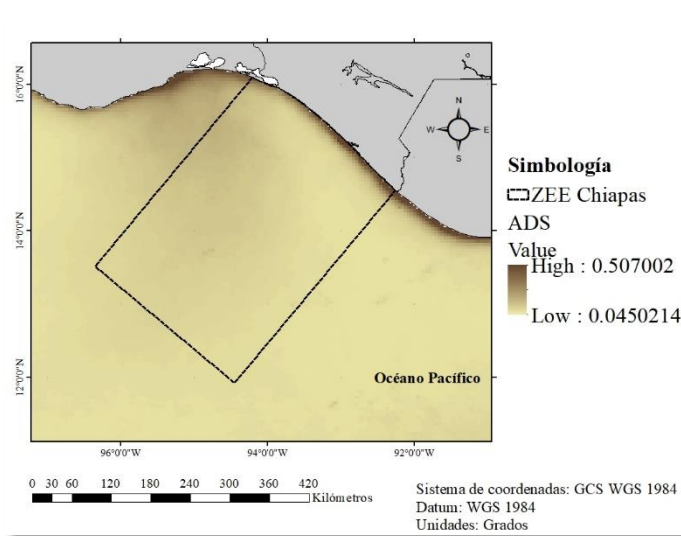 16°0'0"N
14°0'0"N
12°0'0"N
96°0'0"W
94°0'0"W
92°0'0"W
N
W
E
S
Océano Pacífico
Simbología
ZEE Chiapas
ADS
Value
High : 0.507002
Low : 0.0450214
0 30 60 120 180 240 300 360 420
Kilómetros
Sistema de coordenadas: GCS WGS 1984
Datum: WGS 1984
Unidades: Grados